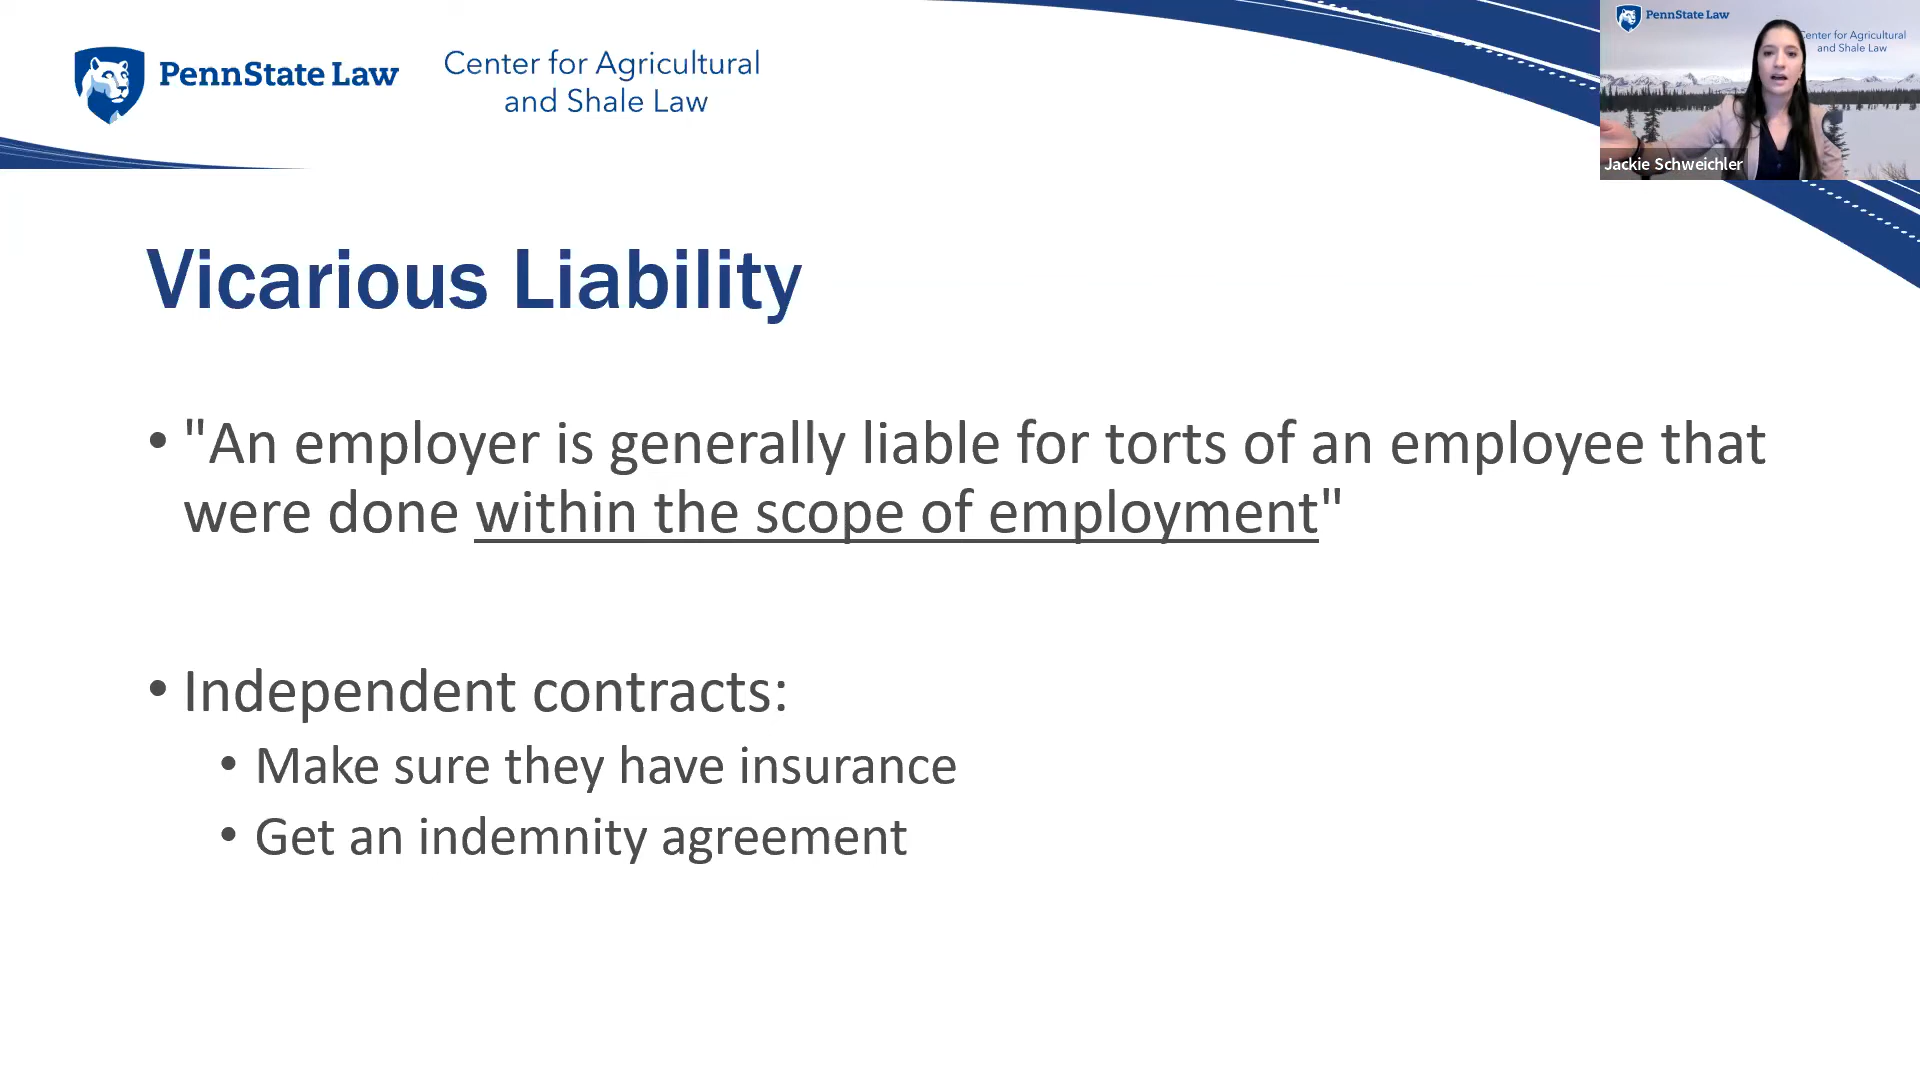 PennState Law
Center for Agricultural
and Shale Law
PennState Law
enter for Agricultural
and Shale Law
Jackie Schweichler
Vicarious Liability
• "An employer is generally liable for torts of an employee that
were done within the scope of employment"
• Independent contracts:
• Make sure they have insurance
• Get an indemnity agreement